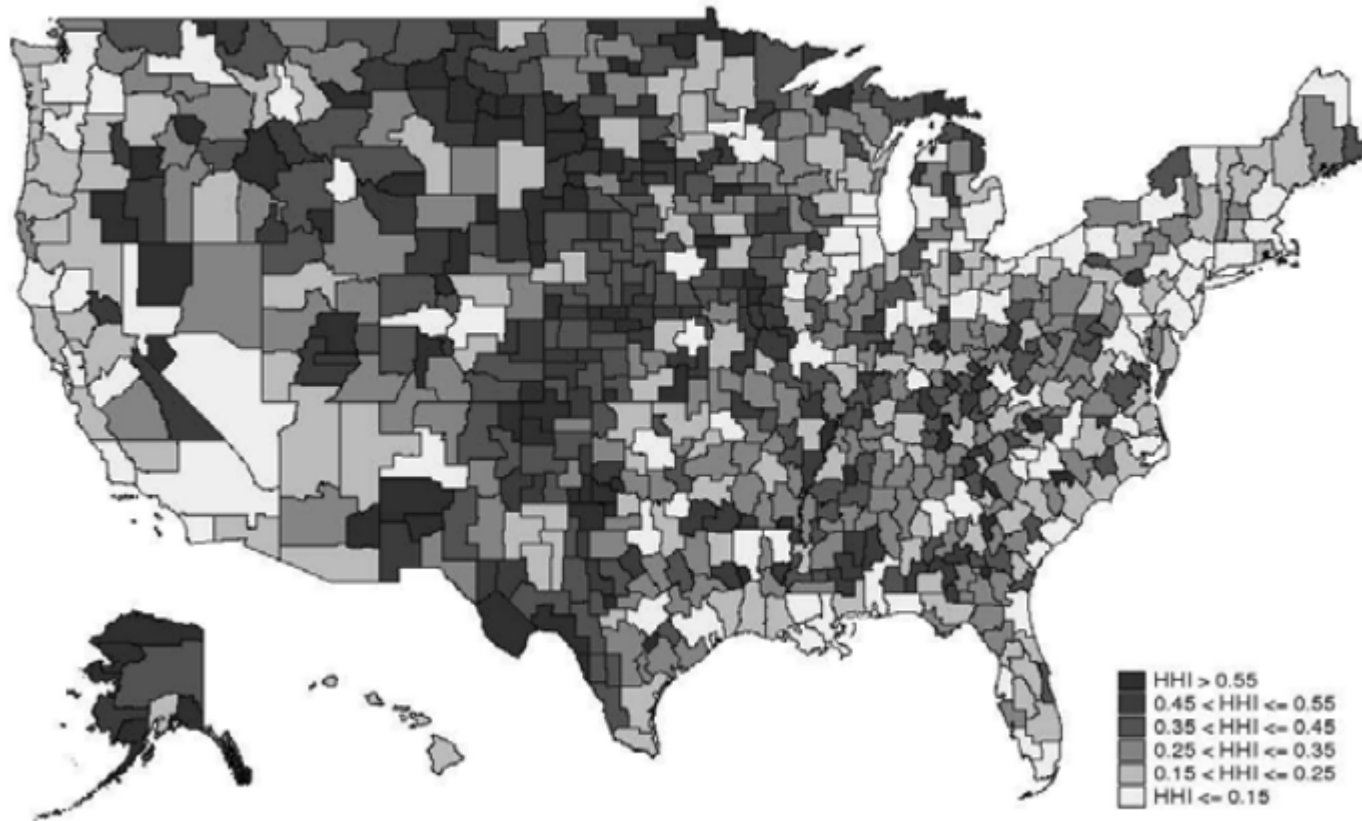 HHI > 0.55
0.45 < HHI <= 0.55
0.35 < HHI <= 0.45
0.25 < HHI <= 0.35
0.15 < HHI <= 0.25
HHI <= 0.15